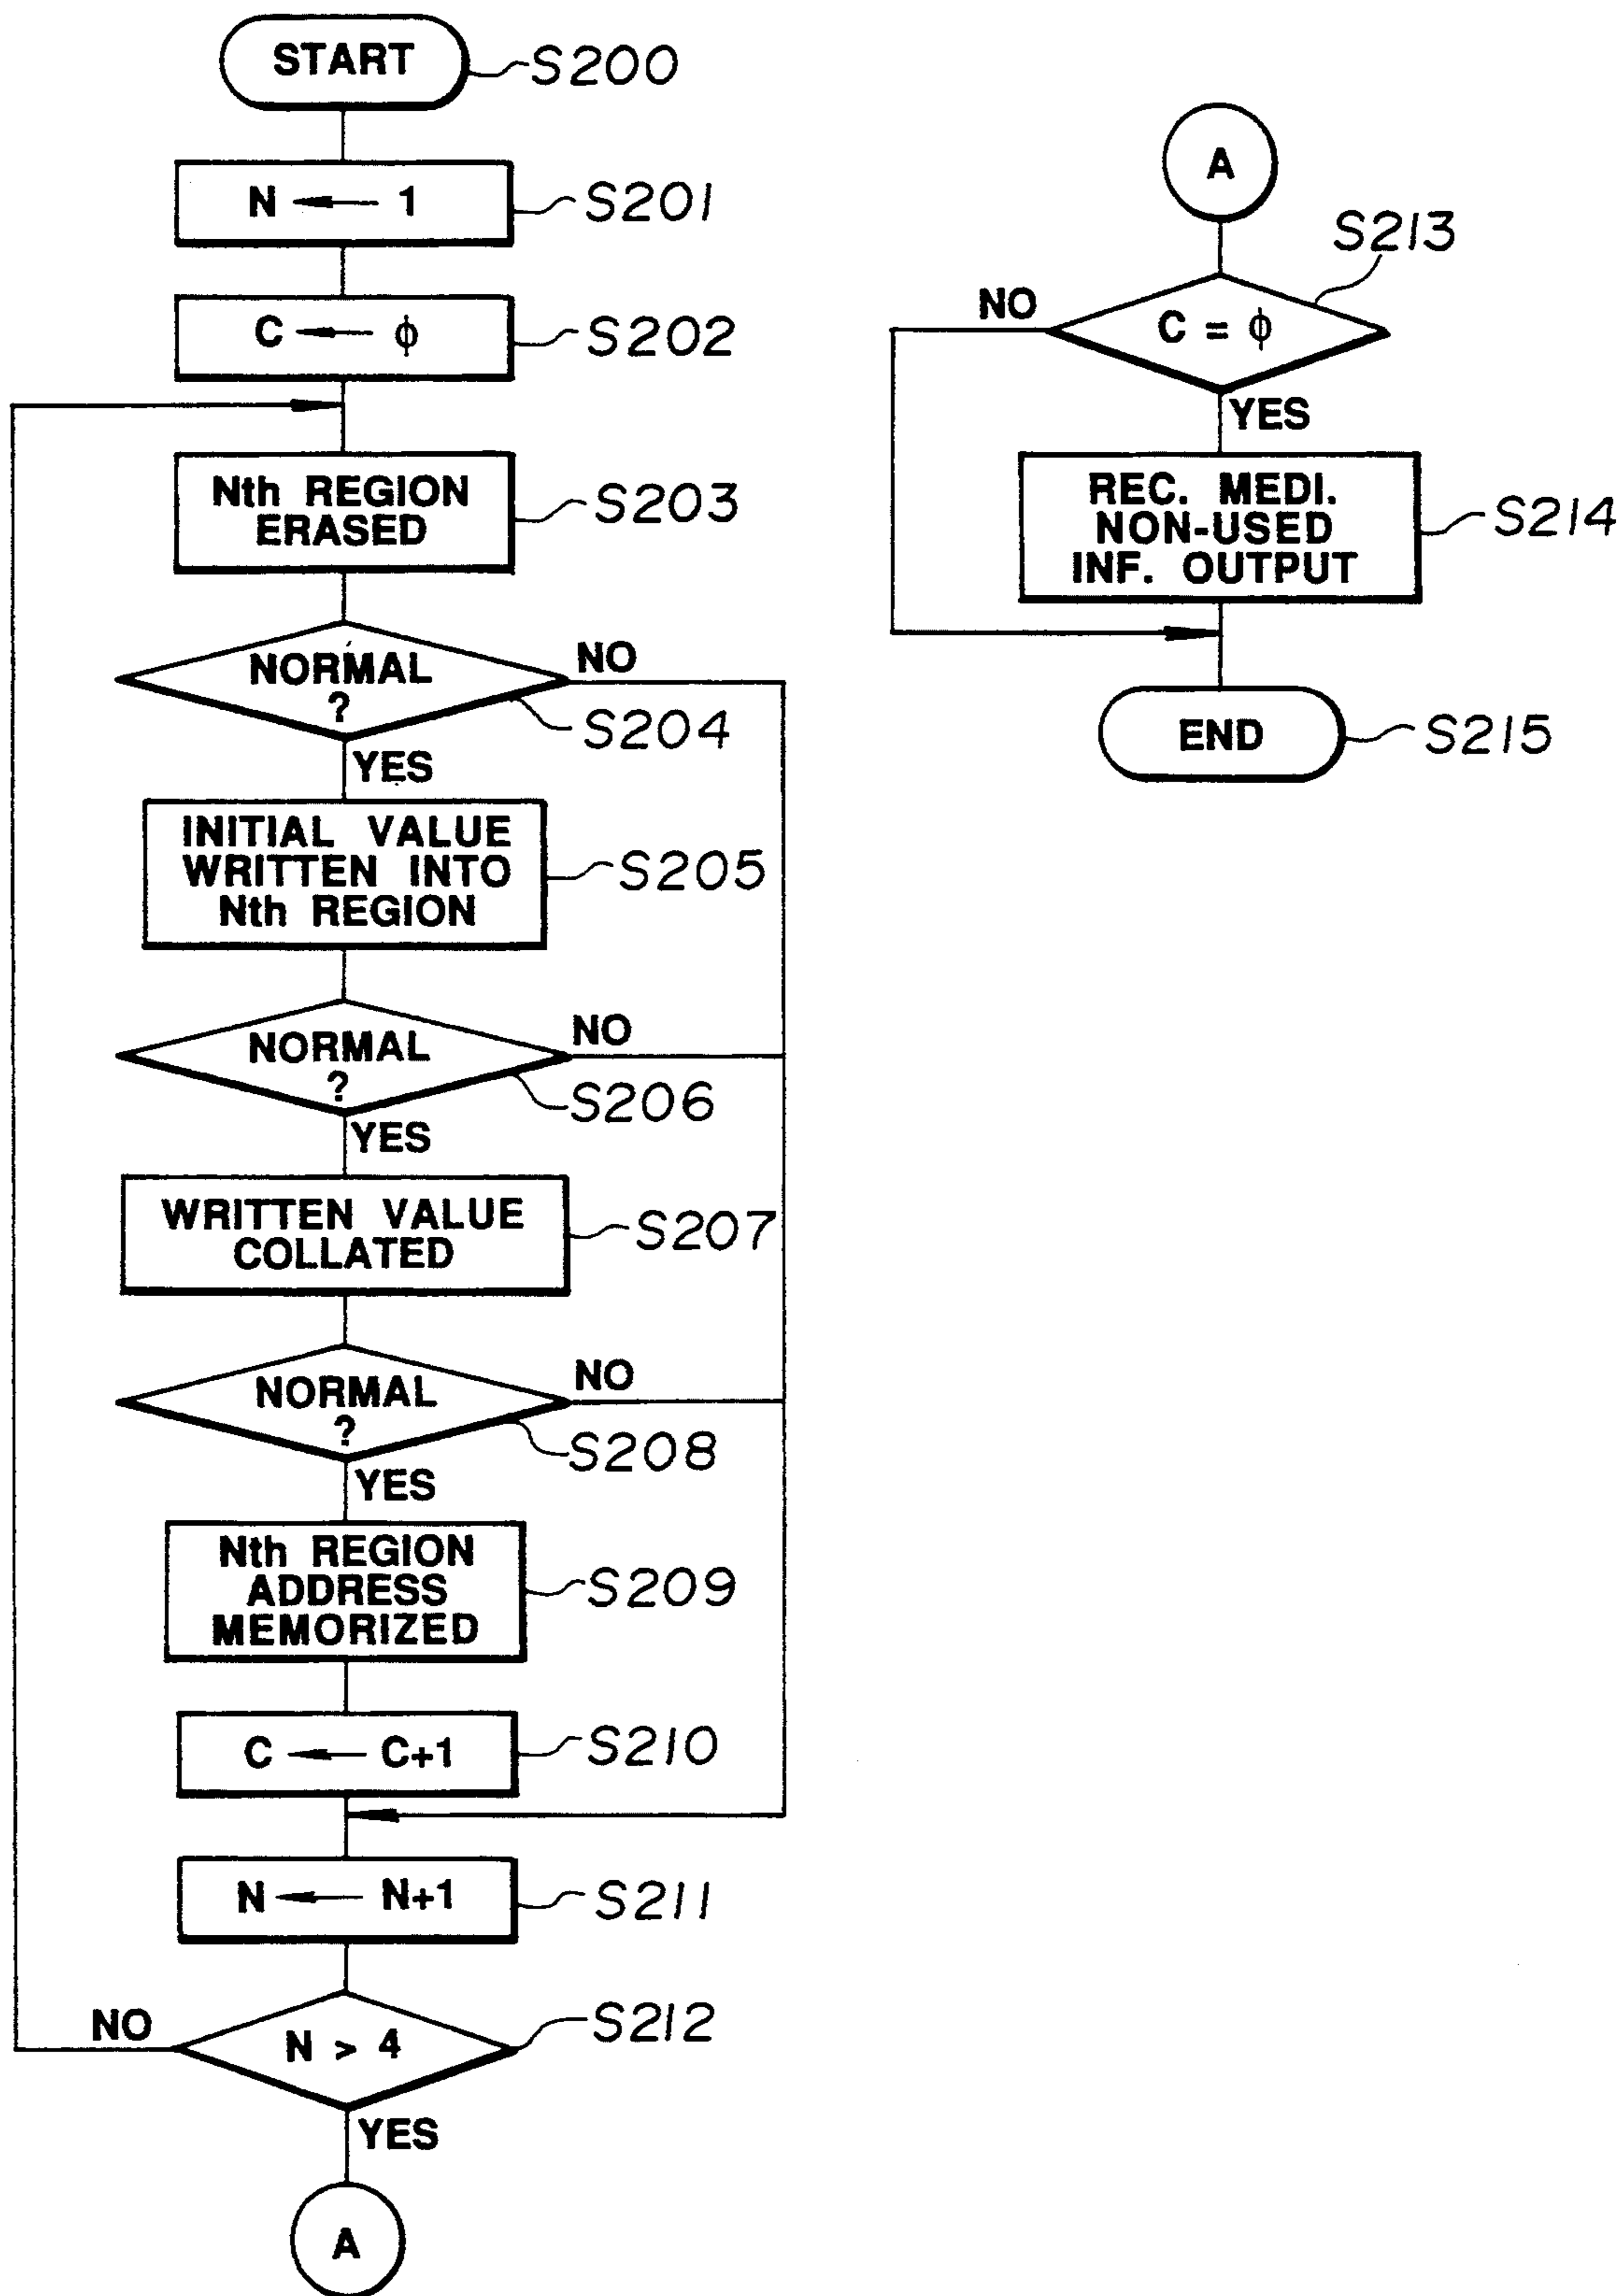 START
S200
N ← 1
S201
C ← ϕ
S202
Nth REGION
ERASED
S203
NORMAL
?
NO
S204
YES
INITIAL VALUE
WRITTEN INTO
Nth REGION
S205
NORMAL
?
NO
S206
YES
WRITTEN VALUE
COLLATED
S207
NORMAL
?
NO
S208
YES
Nth REGION
ADDRESS
MEMORIZED
S209
C ← C+1
S210
N ← N+1
S211
NO
N > 4
S212
YES
A
A
S213
NO
C = ϕ
YES
REC. MEDI.
NON-USED
INF. OUTPUT
S214
END
S215